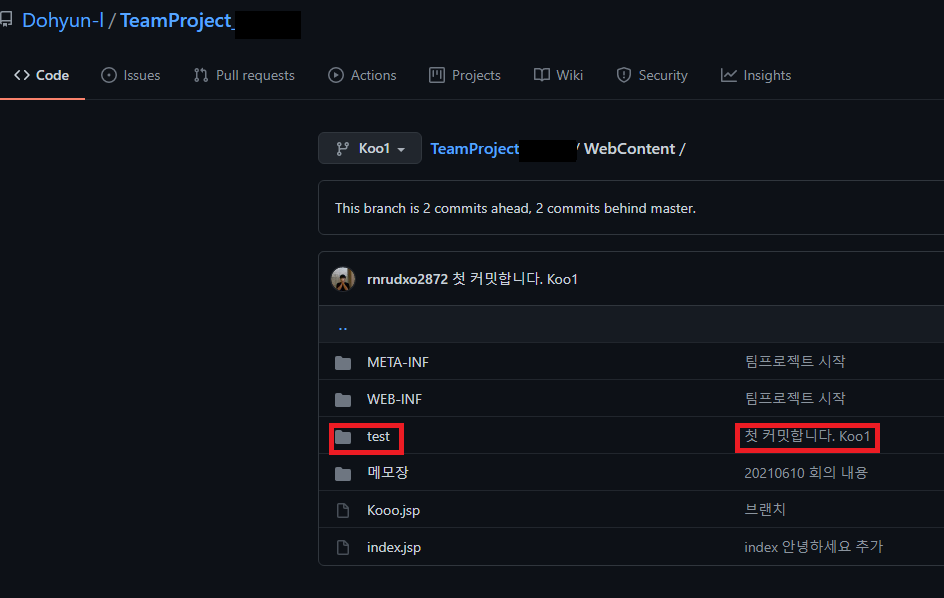 Dohyun-l / TeamProject_
Code Issues Pull requests Actions Projects Wiki Security Insights
Koo1 TeamProject / WebContent /
This branch is 2 commits ahead, 2 commits behind master.
rnrudxo2872 첫 커밋합니다. Koo1
..
META-INF 팀프로젝트 시작
WEB-INF 팀프로젝트 시작
test 첫 커밋합니다. Koo1
메모장 20210610 회의 내용
Kooo.jsp 브랜치
index.jsp index 안녕하세요 추가